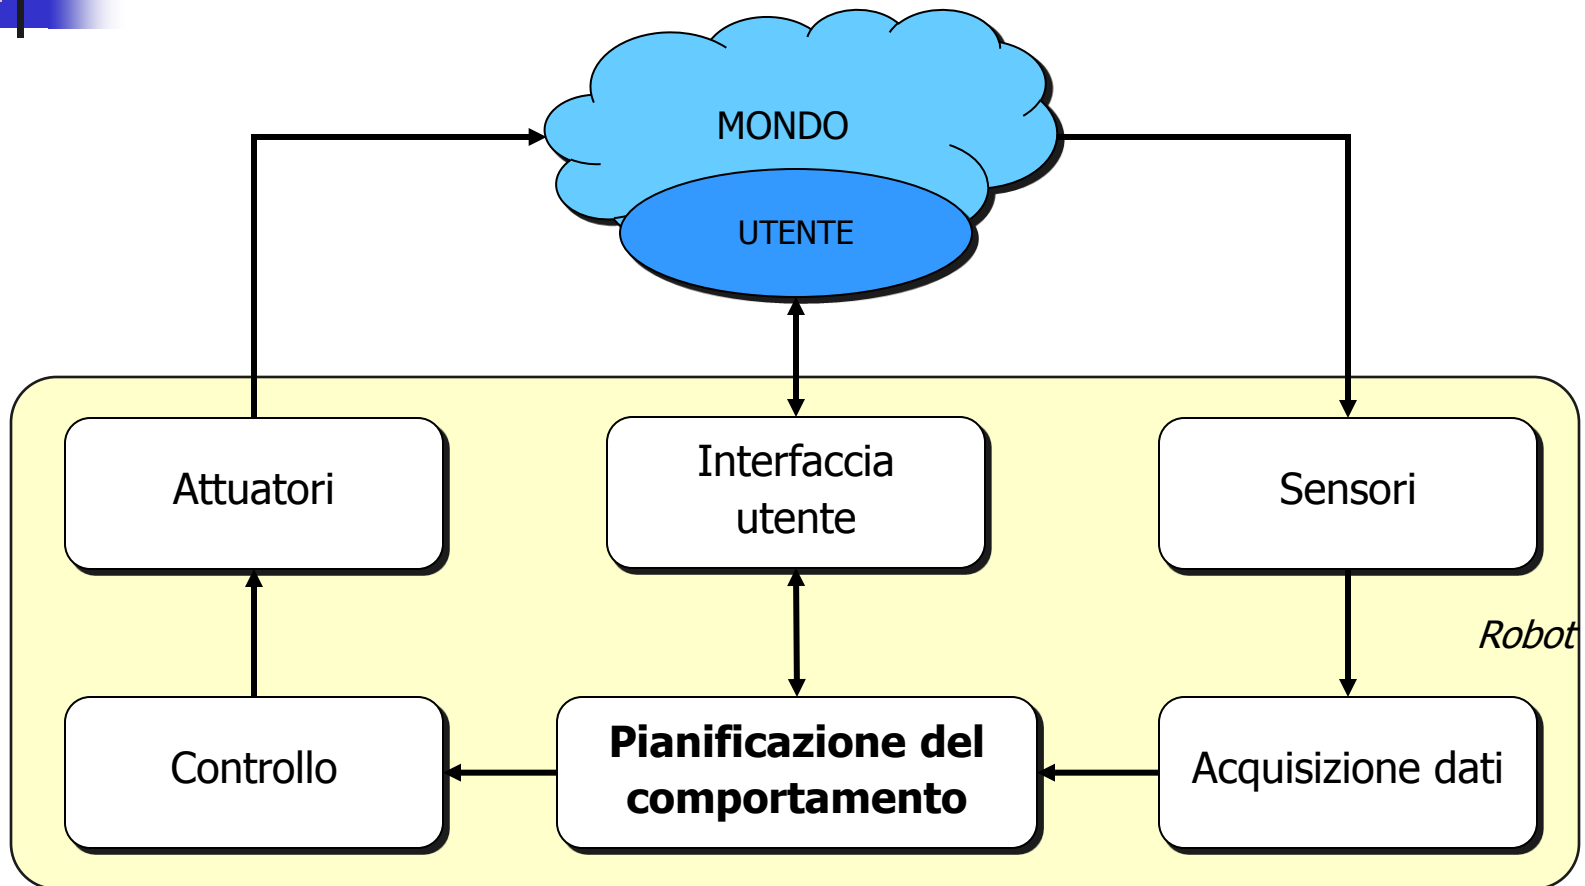 MONDO
UTENTE
Attuatori
Interfaccia
utente
Sensori
Robot
Controllo
Pianificazione del
comportamento
Acquisizione dati